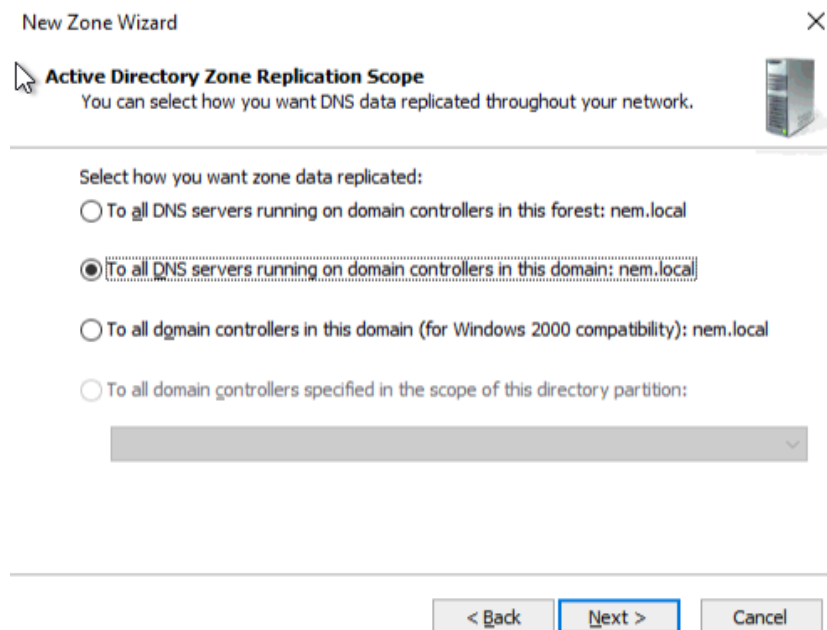 New Zone Wizard
Active Directory Zone Replication Scope
You can select how you want DNS data replicated throughout your network.
Select how you want zone data replicated:
To all DNS servers running on domain controllers in this forest: nem.local
To all DNS servers running on domain controllers in this domain: nem.local
To all domain controllers in this domain (for Windows 2000 compatibility): nem.local
To all domain controllers specified in the scope of this directory partition:
< Back Next > Cancel